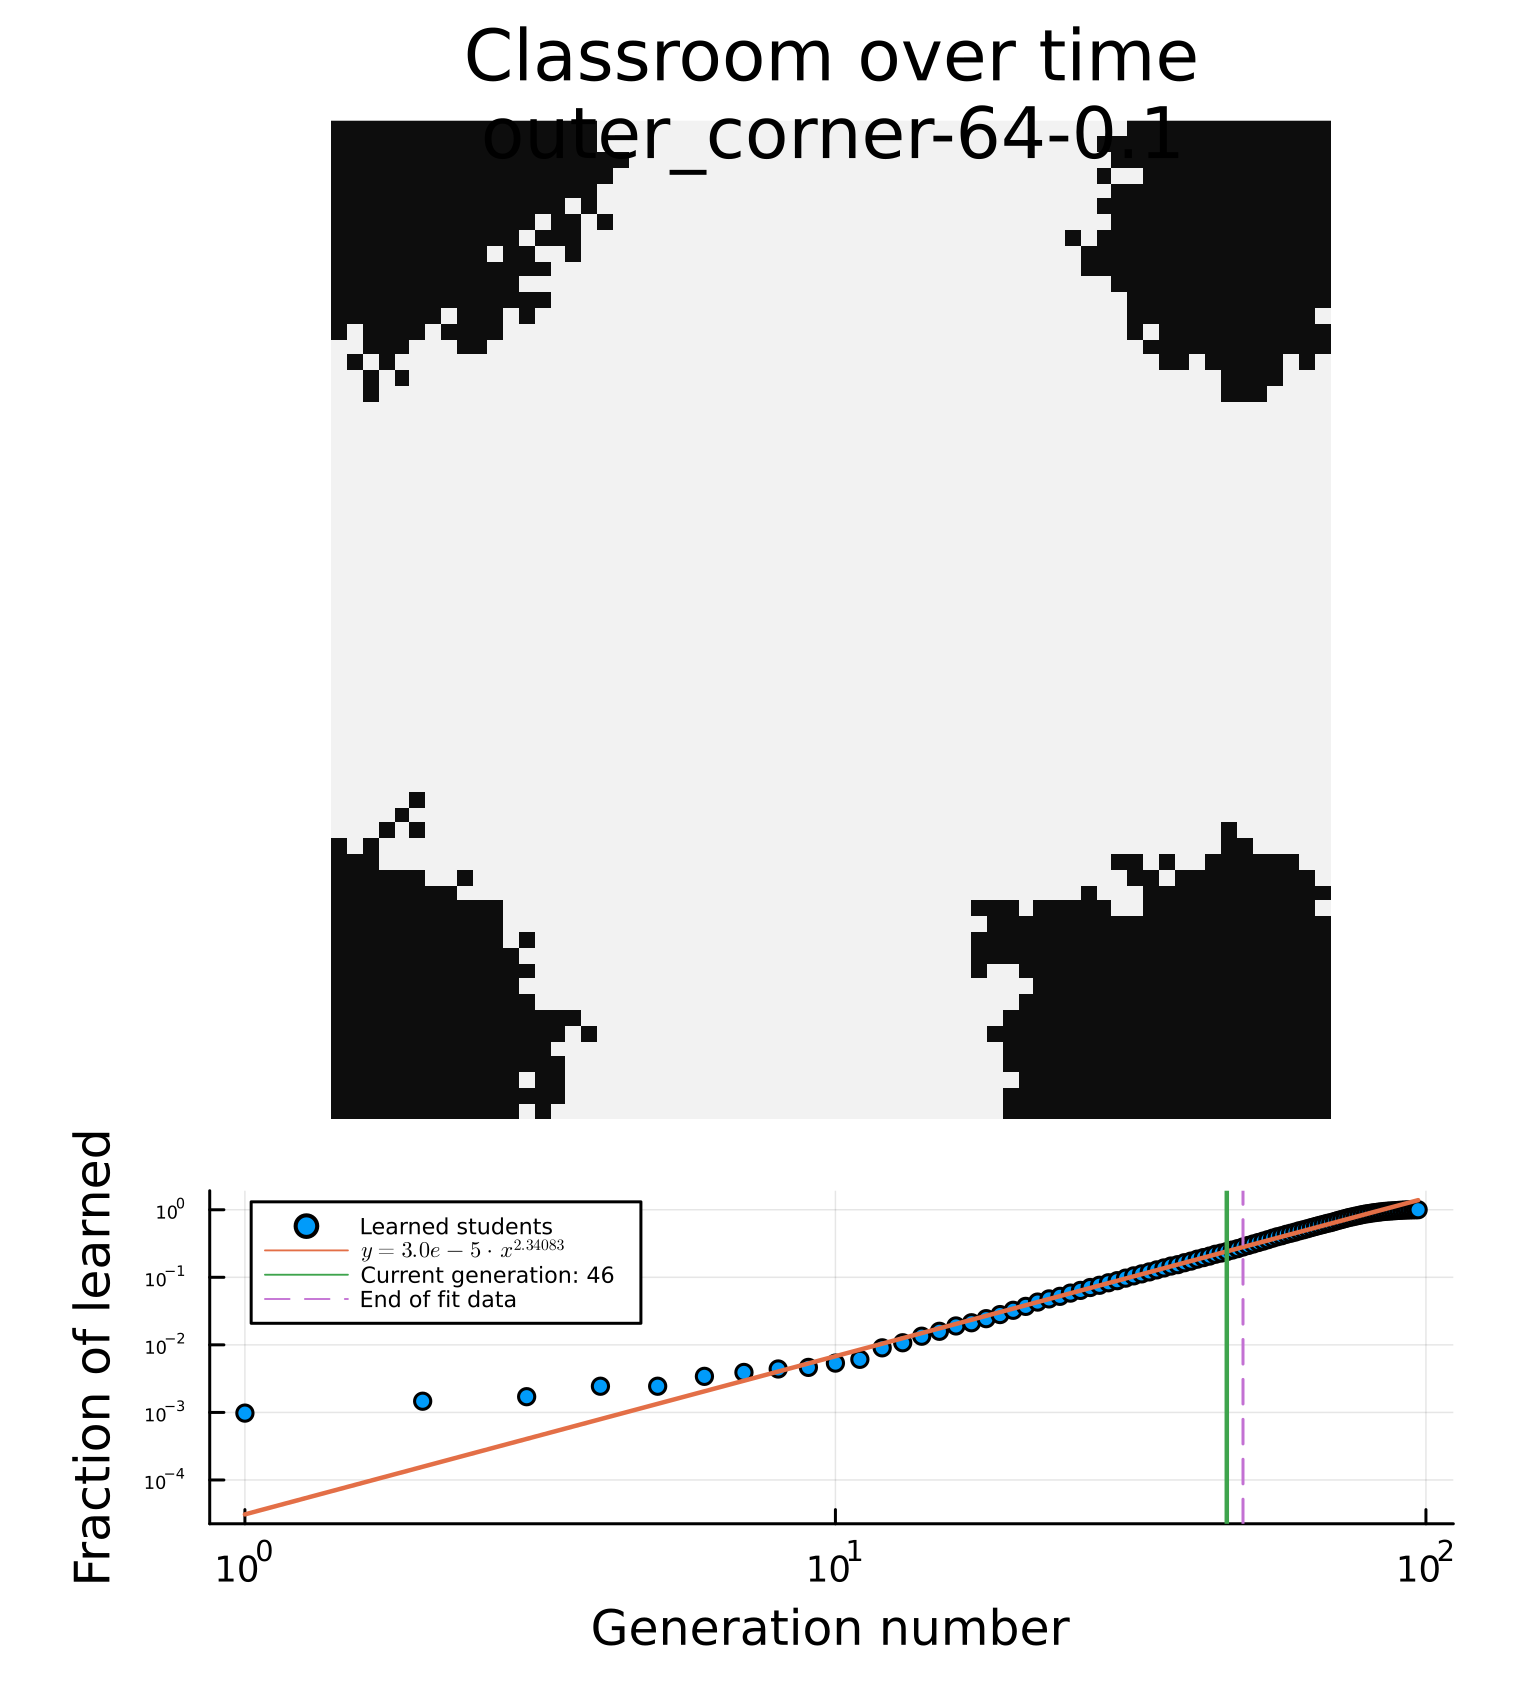 Classroom over time
outer_corner-64-0.1
Fraction of learned
10^0
10^-1
10^-2
10^-3
10^-4
Learned students
y = 3.0e − 5 · x^2.34083
Current generation: 46
End of fit data
10^0 10^1 10^2
Generation number